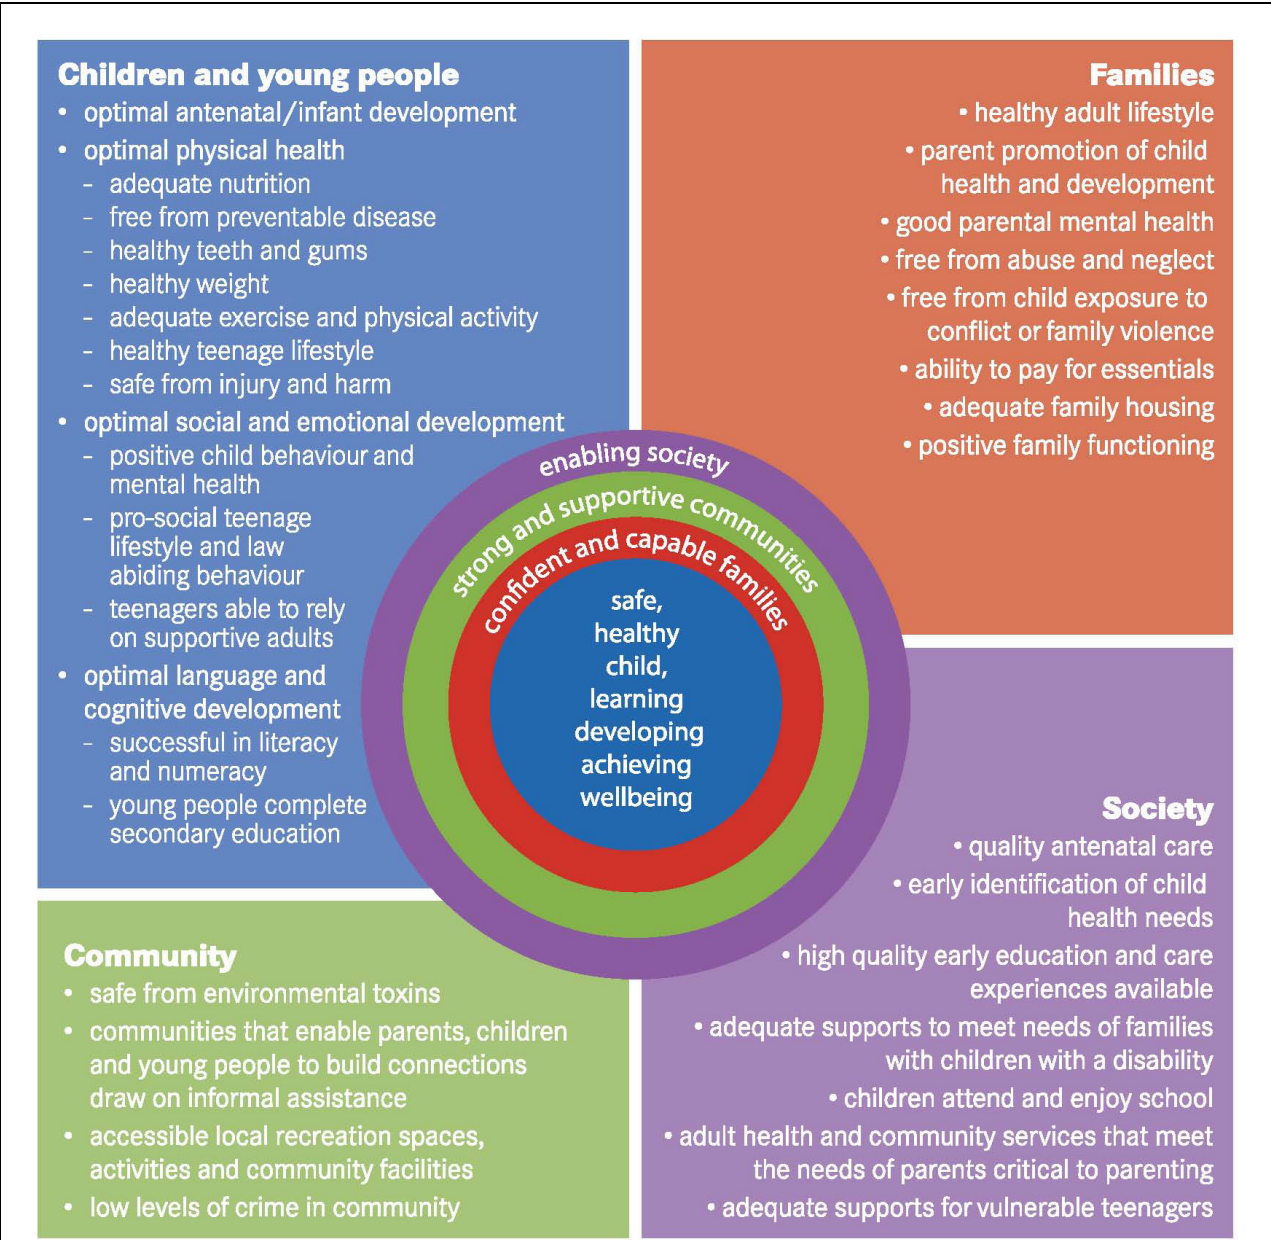 Children and young people
• optimal antenatal/infant development
• optimal physical health
- adequate nutrition
- free from preventable disease
- healthy teeth and gums
- healthy weight
- adequate exercise and physical activity
- healthy teenage lifestyle
- safe from injury and harm
• optimal social and emotional development
- positive child behaviour and
mental health
- pro-social teenage
lifestyle and law
abiding behaviour
- teenagers able to rely
on supportive adults
• optimal language and
cognitive development
- successful in literacy
and numeracy
- young people complete
secondary education
Families
• healthy adult lifestyle
• parent promotion of child
health and development
• good parental mental health
• free from abuse and neglect
• free from child exposure to
conflict or family violence
• ability to pay for essentials
• adequate family housing
• positive family functioning
enabling society
strong and supportive communities
confident and capable families
safe,
healthy
child,
learning
developing
achieving
wellbeing
Community
• safe from environmental toxins
• communities that enable parents, children
and young people to build connections
draw on informal assistance
• accessible local recreation spaces,
activities and community facilities
• low levels of crime in community
Society
• quality antenatal care
• early identification of child
health needs
• high quality early education and care
experiences available
• adequate supports to meet needs of families
with children with a disability
• children attend and enjoy school
• adult health and community services that meet
the needs of parents critical to parenting
• adequate supports for vulnerable teenagers